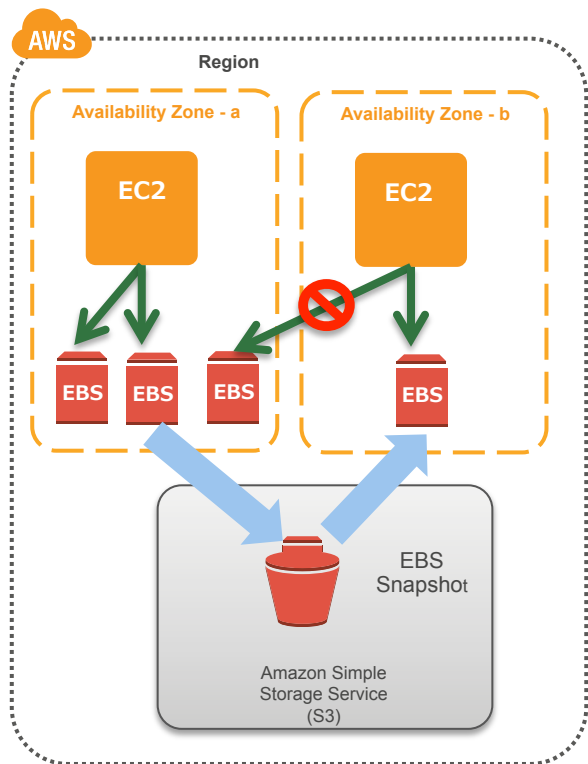 AWS
Region
Availability Zone - a
Availability Zone - b
EC2
EC2
EBS
EBS
EBS
EBS
EBS
Snapshot
Amazon Simple
Storage Service
(S3)